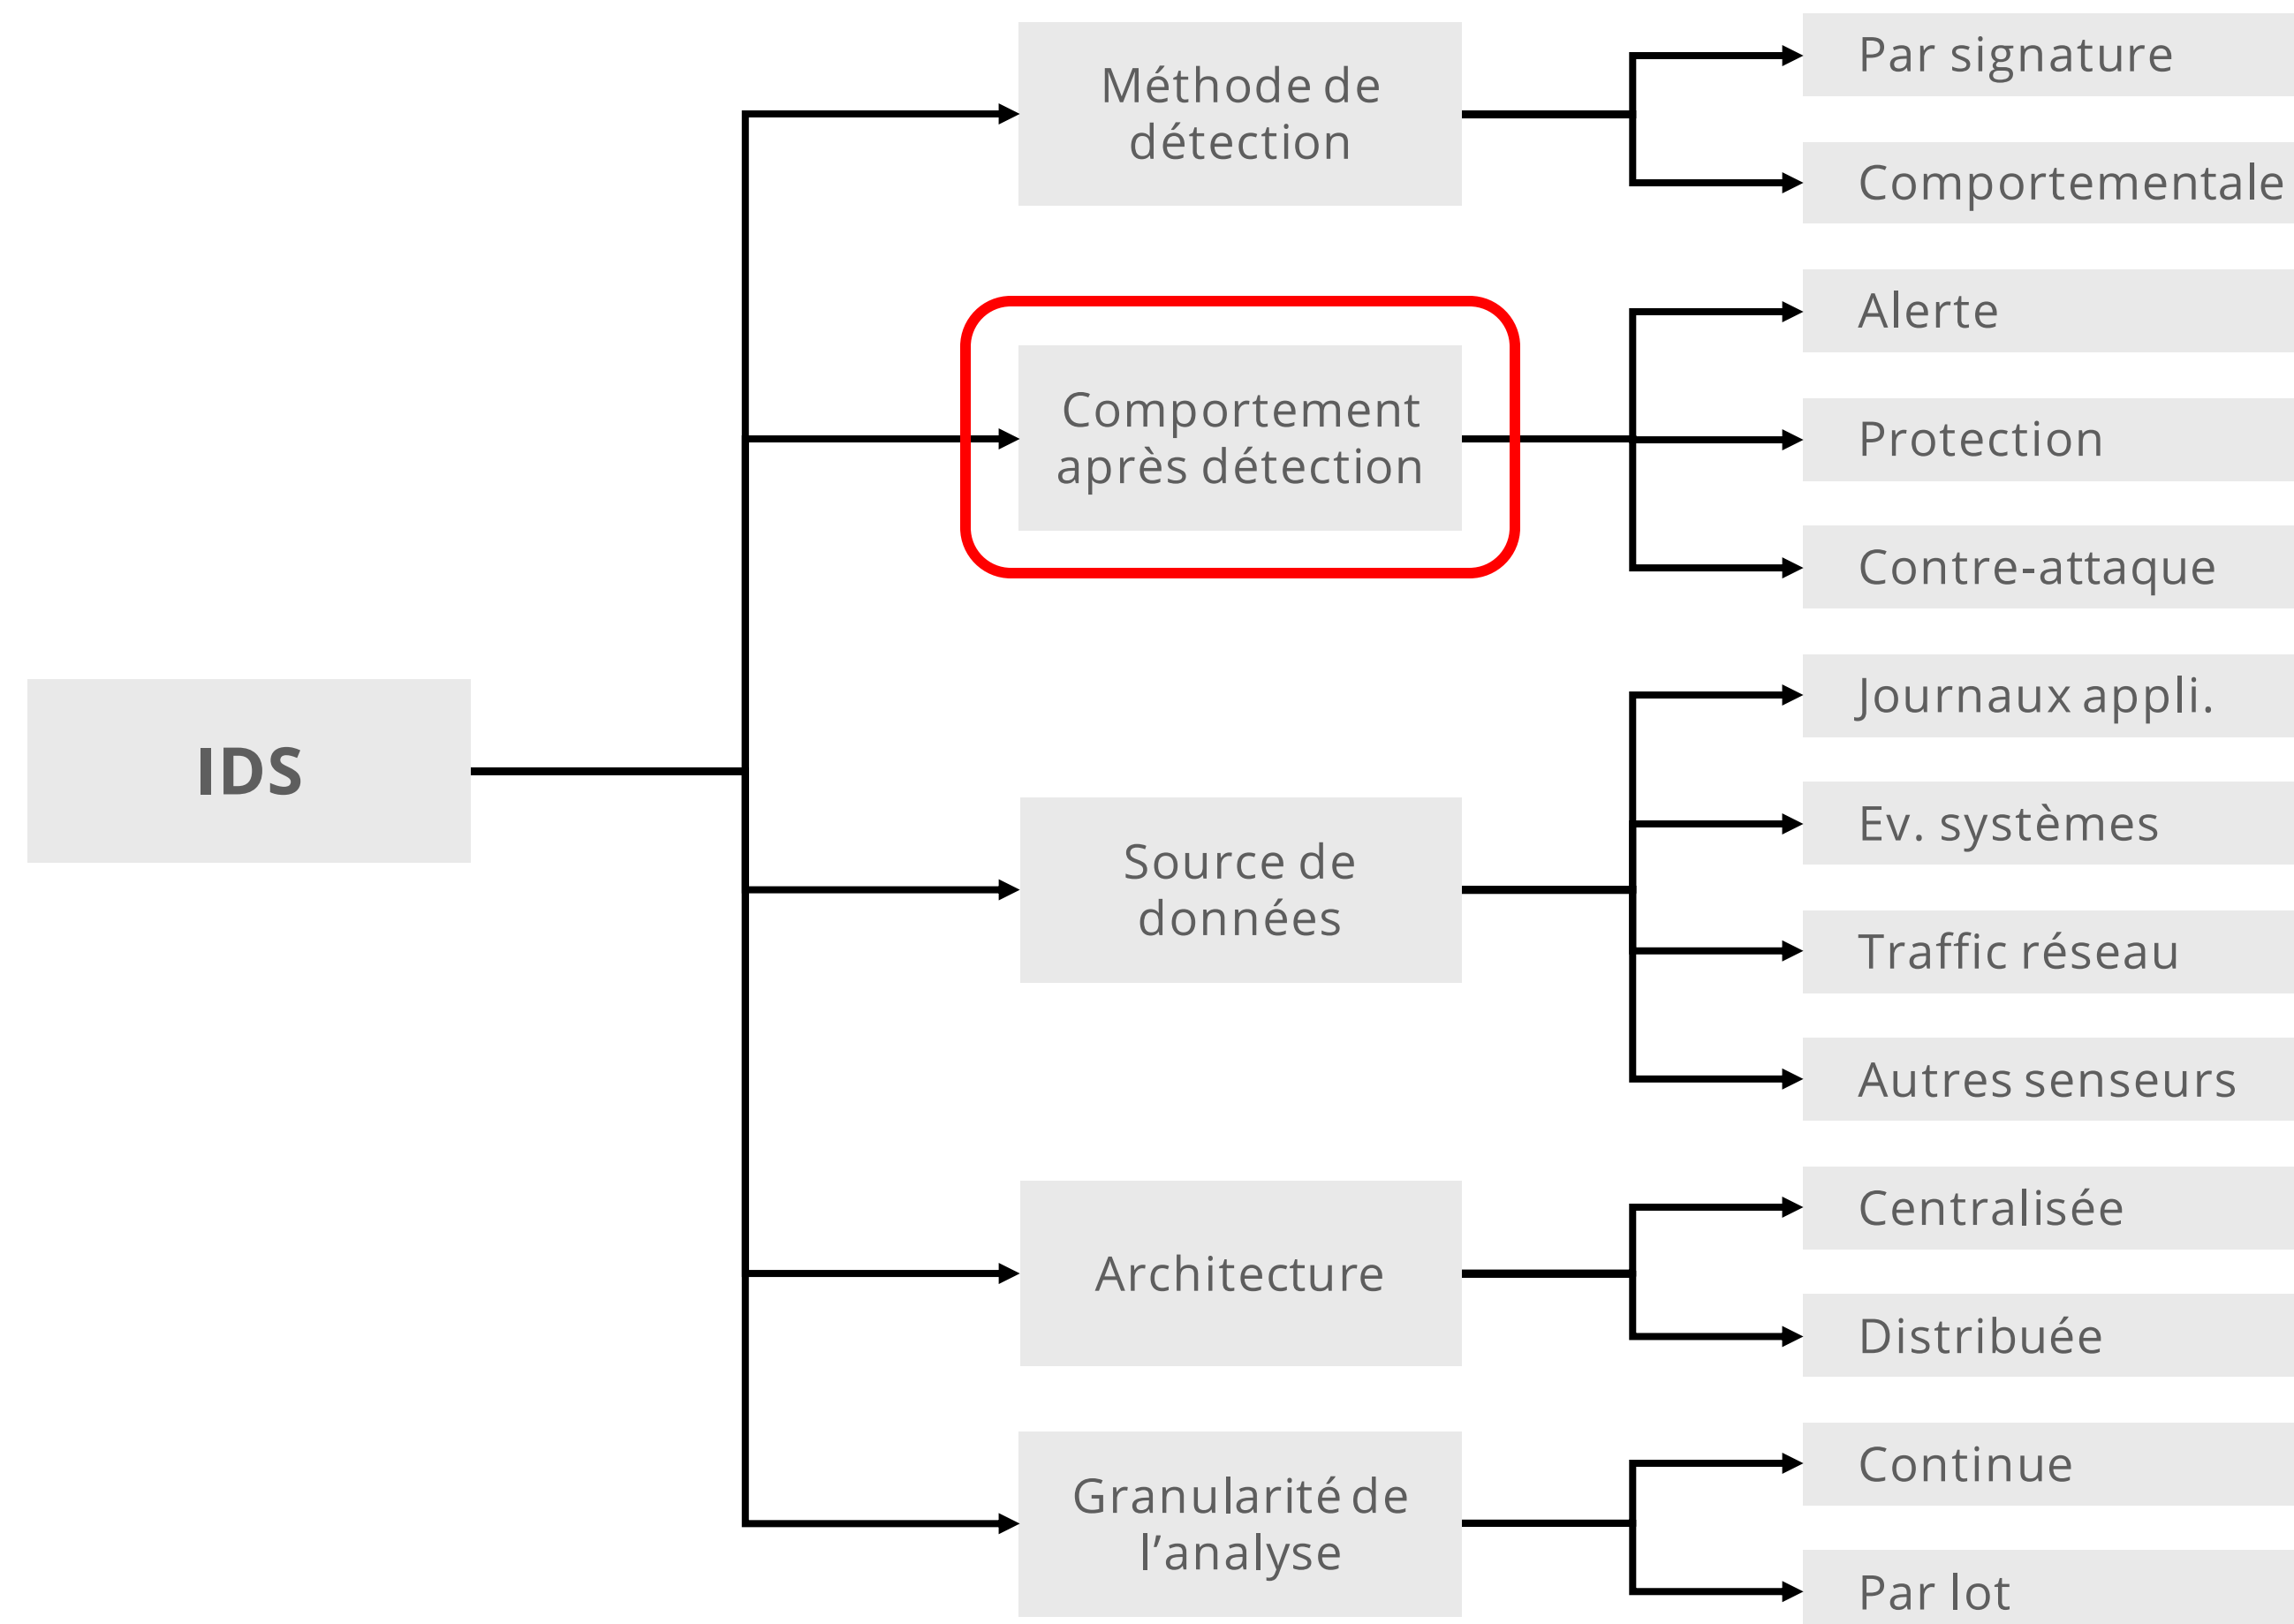 IDS
Méthode de
détection
Par signature
Comportementale
Comportement
après détection
Alerte
Protection
Contre-attaque
Source de
données
Journaux appli.
Ev. systèmes
Traffic réseau
Autres senseurs
Architecture
Centralisée
Distribuée
Granularité de
l’analyse
Continue
Par lot